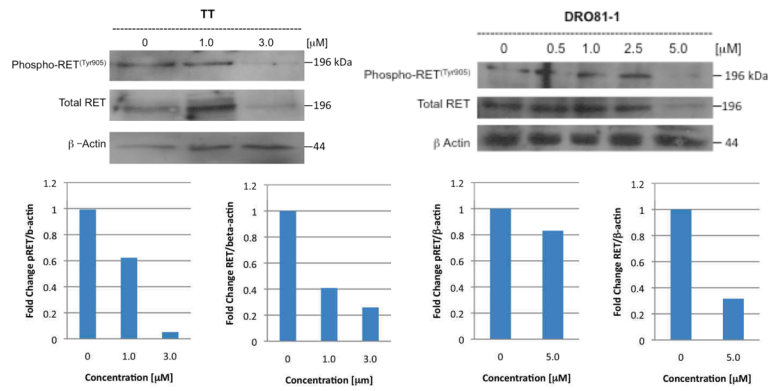 TT
0 1.0 3.0 [μM]
Phospho-RET(Tyr905) 196 kDa
Total RET 196
β –Actin 44
DRO81-1
0 0.5 1.0 2.5 5.0 [μM]
Phospho-RET(Tyr905) 196 kDa
Total RET 196
β Actin 44
Fold Change pRET/b-actin
1.2
1
0.8
0.6
0.4
0.2
0
0 1.0 3.0
Concentration [μM]
Fold Change RET/beta-actin
1.2
1
0.8
0.6
0.4
0.2
0
0 1.0 3.0
Concentration [μm]
Fold Change pRET/β-actin
1.2
1
0.8
0.6
0.4
0.2
0
0 5.0
Concentration [μM]
Fold Change RET/β-actin
1.2
1
0.8
0.6
0.4
0.2
0
0 5.0
Concentration [μM]